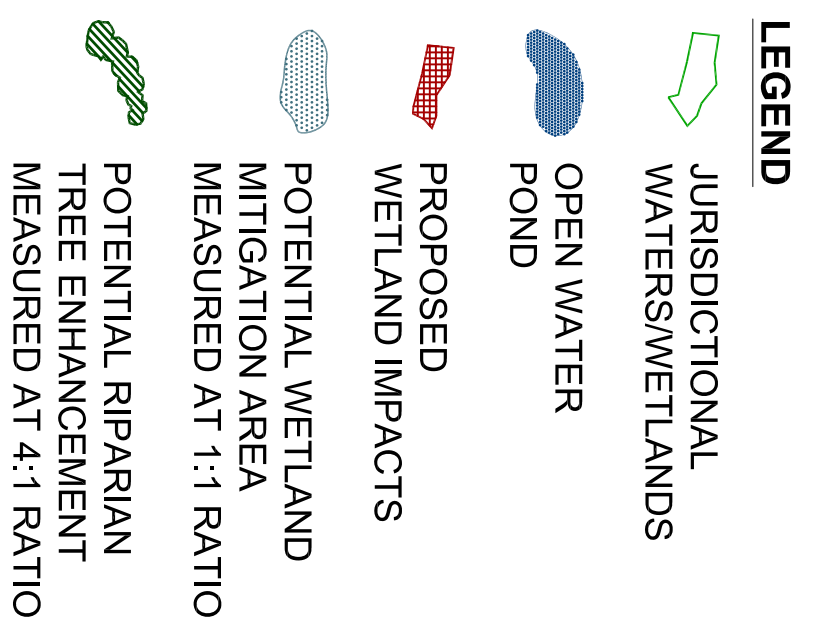 LEGEND
JURISDICTIONAL
WATERS/WETLANDS
OPEN WATER
POND
PROPOSED
WETLAND IMPACTS
POTENTIAL WETLAND
MITIGATION AREA
MEASURED AT 1:1 RATIO
POTENTIAL RIPARIAN
TREE ENHANCEMENT
MEASURED AT 4:1 RATIO